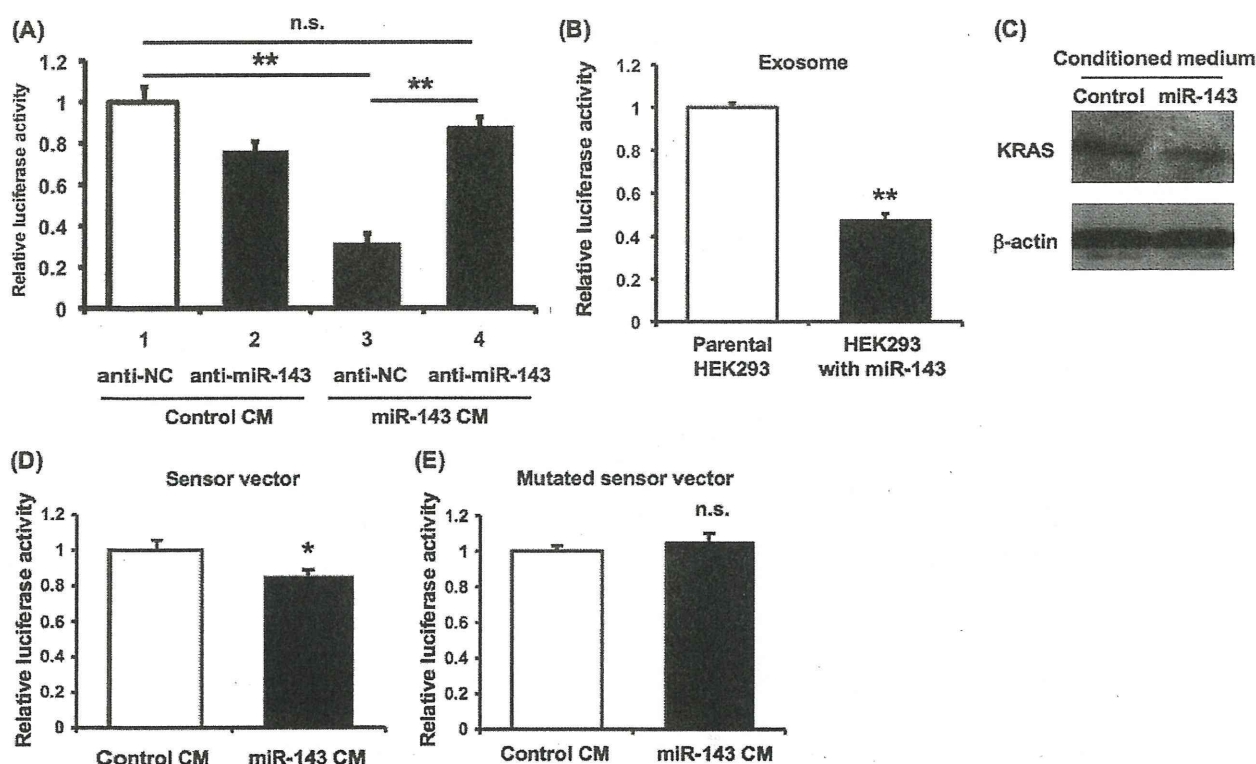 (A)
n.s.
**
**
Relative luciferase activity
1.2
1
0.8
0.6
0.4
0.2
0
1 2 3 4
anti-NC anti-miR-143 anti-NC anti-miR-143
Control CM miR-143 CM
(B)
Exosome
Relative luciferase activity
1.2
1
0.8
0.6
0.4
0.2
0
**
Parental HEK293
HEK293 with miR-143
(C)
Conditioned medium
Control miR-143
KRAS
β-actin
(D)
Sensor vector
Relative luciferase activity
1.2
1
0.8
0.6
0.4
0.2
0
*
Control CM miR-143 CM
(E)
Mutated sensor vector
Relative luciferase activity
n.s.
1.2
1
0.8
0.6
0.4
0.2
0
Control CM miR-143 CM